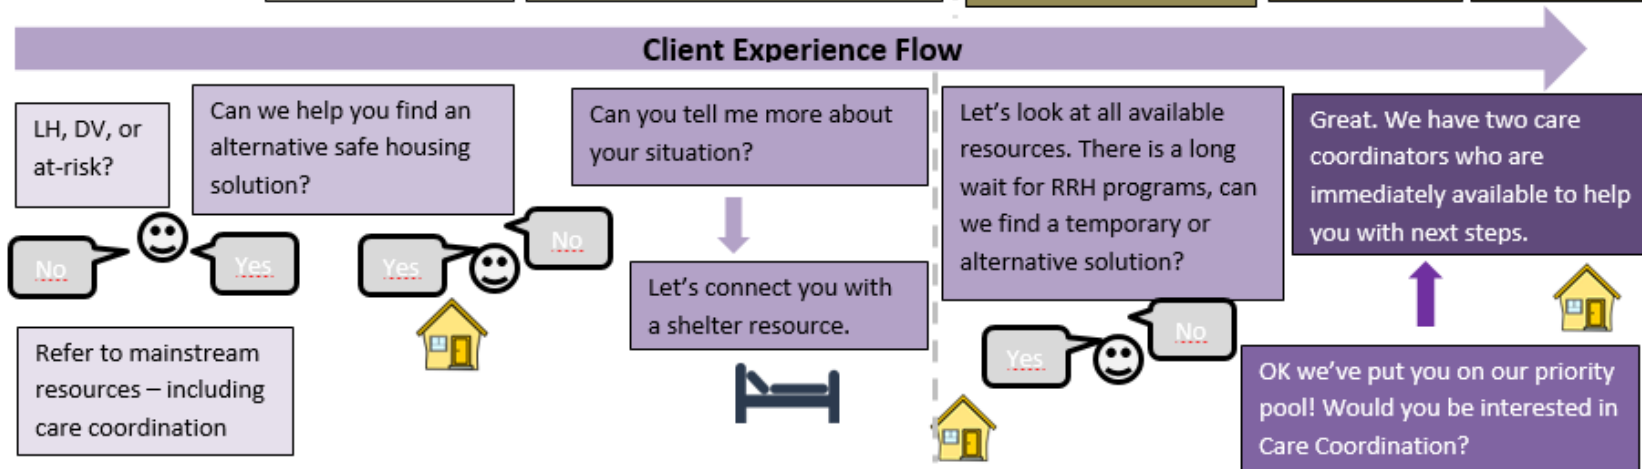 Client Experience Flow
LH, DV, or
at-risk?
No
Yes
Refer to mainstream
resources – including
care coordination
Can we help you find an
alternative safe housing
solution?
Yes
No
Can you tell me more about
your situation?
Let’s connect you with
a shelter resource.
Let’s look at all available
resources. There is a long
wait for RRH programs, can
we find a temporary or
alternative solution?
Yes
No
OK we’ve put you on our priority
pool! Would you be interested in
Care Coordination?
Great. We have two care
coordinators who are
immediately available to help
you with next steps.